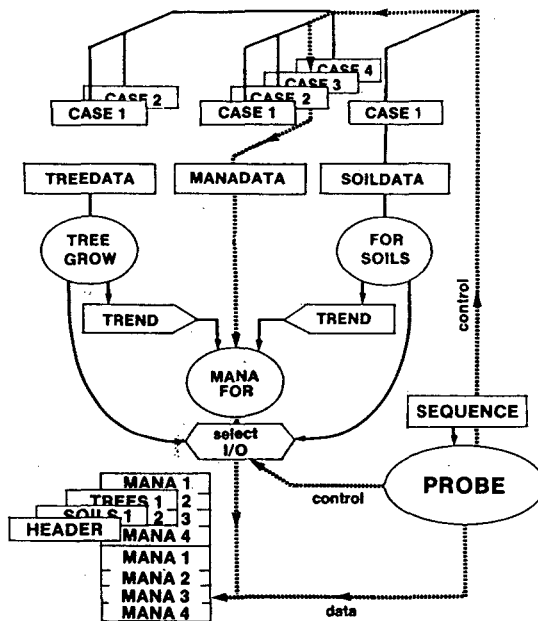 CASE 4
CASE 3
CASE 2
CASE 2
CASE 1
CASE 1
CASE 1
TREEDATA
MANADATA
SOILDATA
TREE
GROW
FOR
SOILS
TREND
TREND
control
MANA
FOR
SEQUENCE
select
I/O
MANA 1
TREES 1 2
SOILS 1 2 3
HEADER
MANA 4
control
PROBE
MANA 1
MANA 2
MANA 3
MANA 4
data